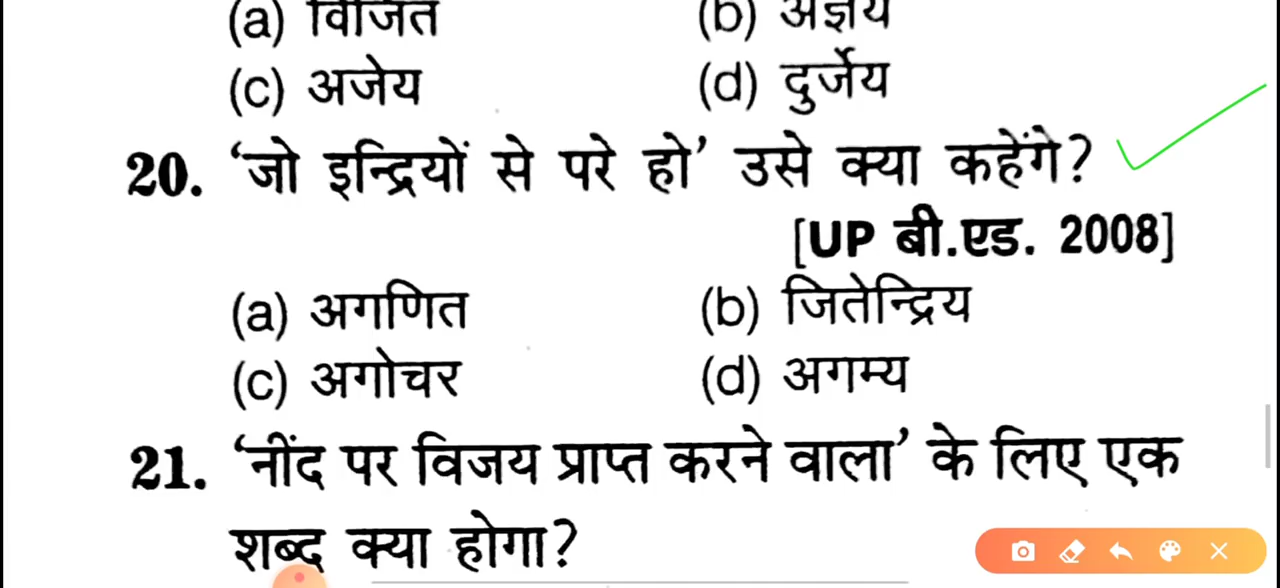 (a) विजित (b) अज्ञेय
(c) अजेय (d) दुर्जेय
20. ‘जो इन्द्रियों से परे हो’ उसे क्या कहेंगे?
[UP बी.एड. 2008]
(a) अगणित (b) जितेन्द्रिय
(c) अगोचर (d) अगम्य
21. ‘नींद पर विजय प्राप्त करने वाला’ के लिए एक
शब्द क्या होगा?